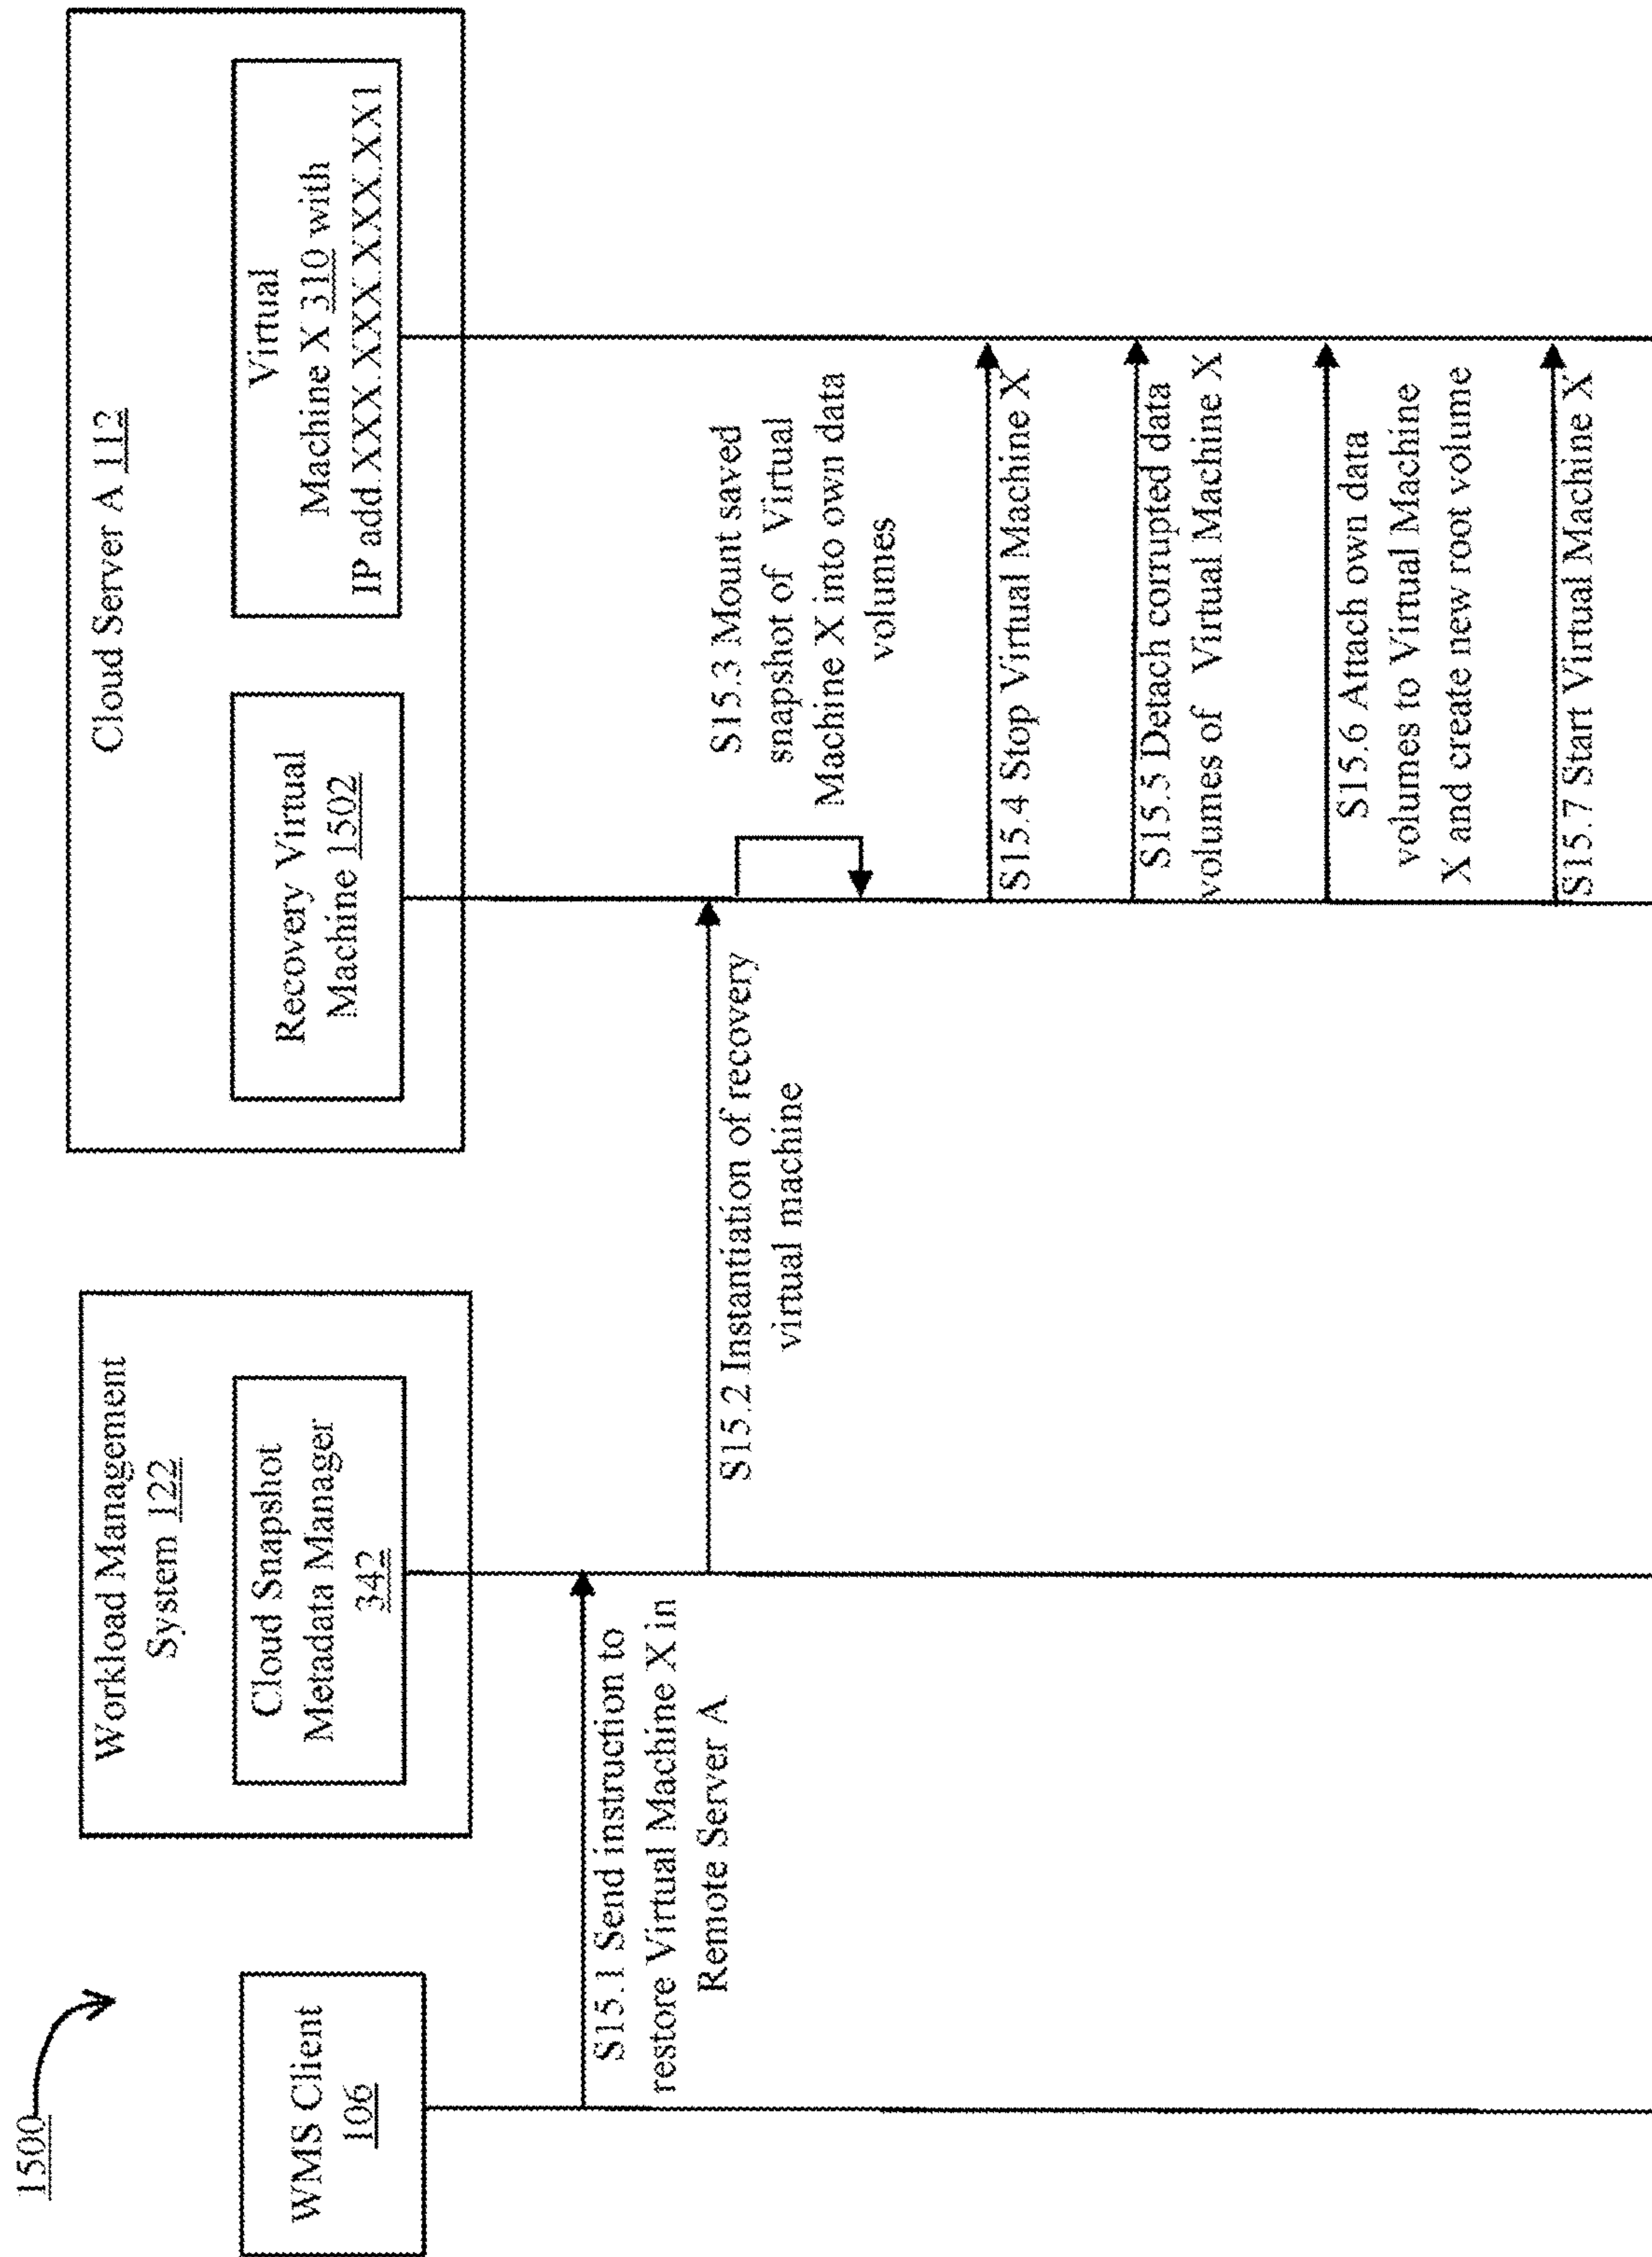 1500
WMS Client
106
Workload Management
System 122
Cloud Snapshot
Metadata Manager
342
Cloud Server A 112
Recovery Virtual
Machine 1502
Virtual
Machine X 310 with
IP add.XXX.XXX.XXX.XX1
S15.1 Send instruction to
restore Virtual Machine X in
Remote Server A
S15.2 Instantiation of recovery
virtual machine
S15.3 Mount saved
snapshot of Virtual
Machine X into own data
volumes
S15.4 Stop Virtual Machine X
S15.5 Detach corrupted data
volumes of Virtual Machine X
S15.6 Attach own data
volumes to Virtual Machine
X and create new root volume
S15.7 Start Virtual Machine X